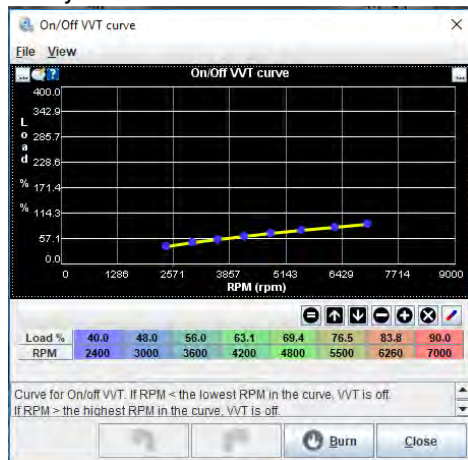 On/Off VVT curve
File View
On/Off VVT curve
400.0
342.9
285.7
228.6
171.4
114.3
57.1
0.0
Load % %
0 1286 2571 3857 5143 6429 7714 9000
RPM (rpm)
Load % 40.0 48.0 56.0 63.1 69.4 76.5 83.8 90.0
RPM 2400 3000 3600 4200 4800 5500 6260 7000
Curve for On/off VVT. If RPM < the lowest RPM in the curve, VVT is off.
If RPM > the highest RPM in the curve, VVT is off.
Burn Close